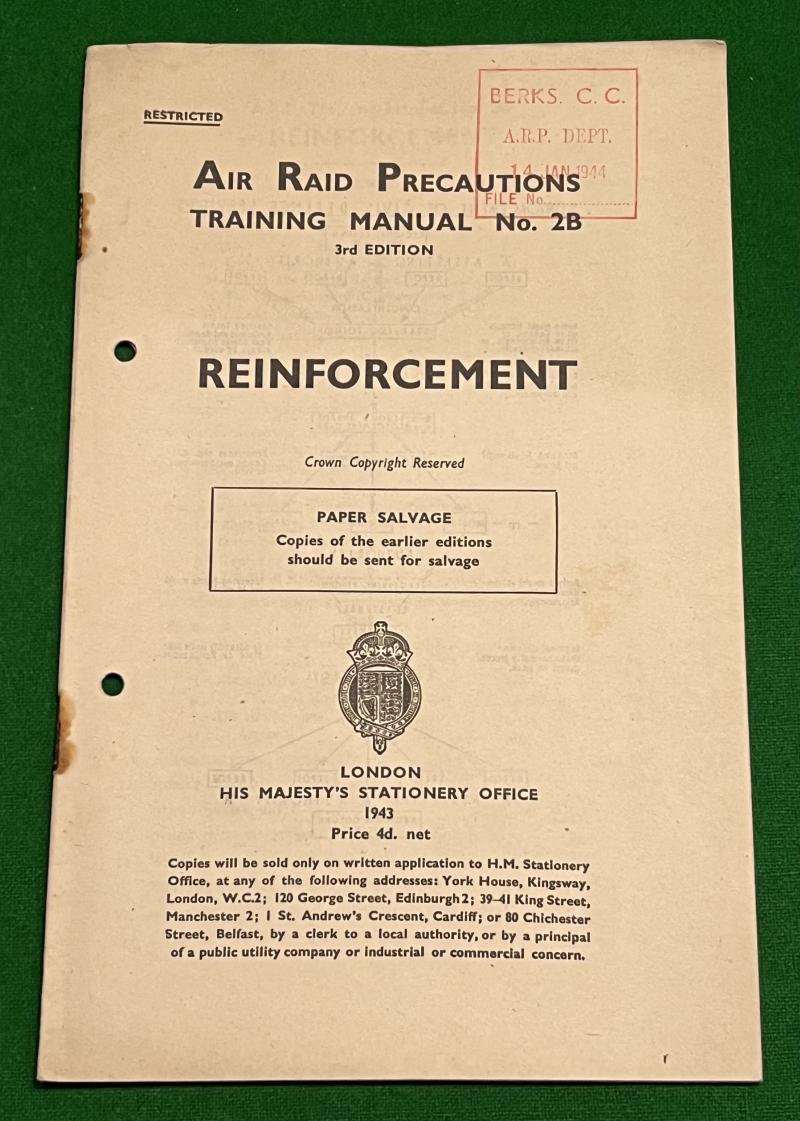 RESTRICTED
BERKS. C. C.
A.R.P. DEPT.
14 JAN 1944
FILE No.
AIR RAID PRECAUTIONS
TRAINING MANUAL No. 2B
3rd EDITION
REINFORCEMENT
Crown Copyright Reserved
PAPER SALVAGE
Copies of the earlier editions
should be sent for salvage
LONDON
HIS MAJESTY'S STATIONERY OFFICE
1943
Price 4d. net
Copies will be sold only on written application to H.M. Stationery
Office, at any of the following addresses: York House, Kingsway,
London, W.C.2; 120 George Street, Edinburgh 2; 39–41 King Street,
Manchester 2; 1 St. Andrew's Crescent, Cardiff; or 80 Chichester
Street, Belfast, by a clerk to a local authority, or by a principal
of a public utility company or industrial or commercial concern.